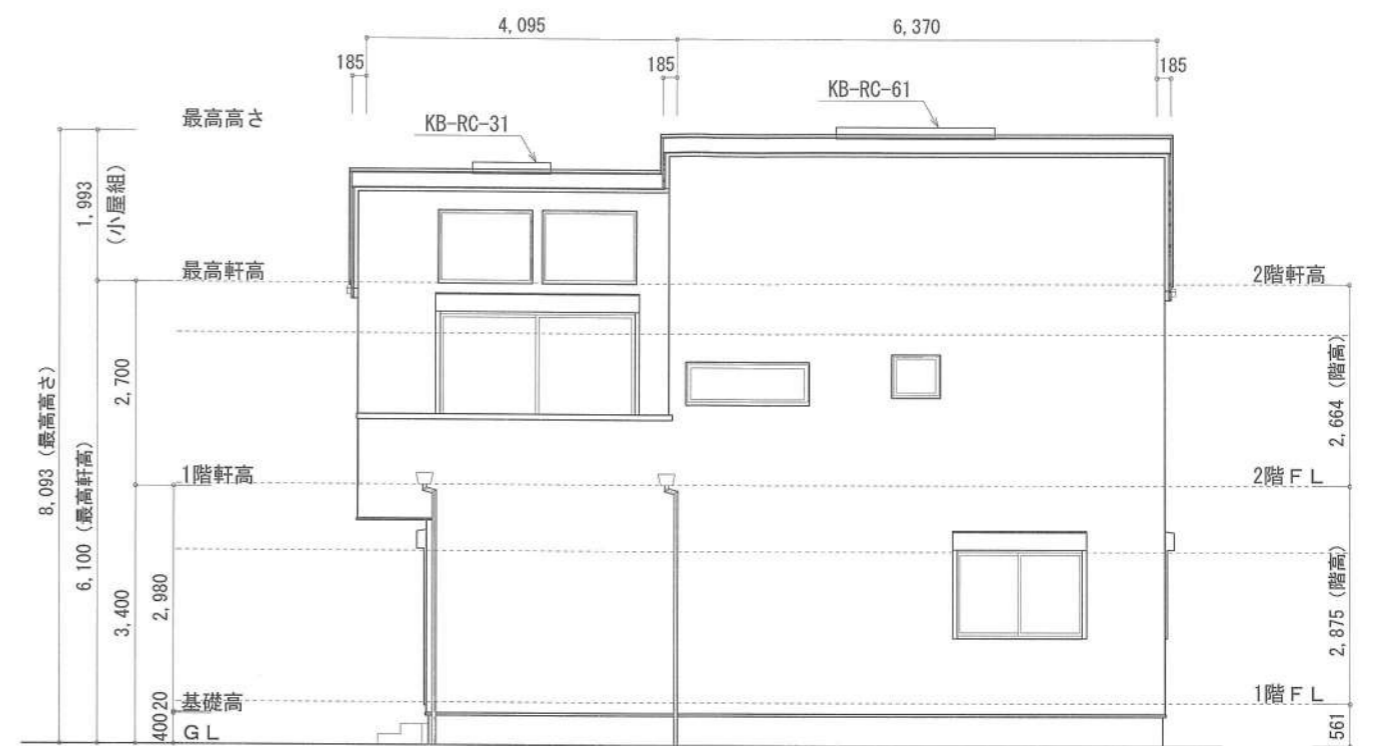 4,095
6,370
185
185
185
KB-RC-61
KB-RC-31
最高高さ
1,993
(小屋組)
最高軒高
2階軒高
2,700
2,664 (階高)
8,093 (最高高さ)
6,100 (最高軒高)
1階軒高
2階FL
3,400
2,980
2,875 (階高)
20
基礎高
1階FL
400
GL
561